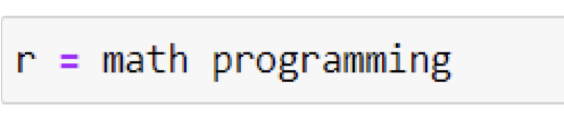 r = math programming